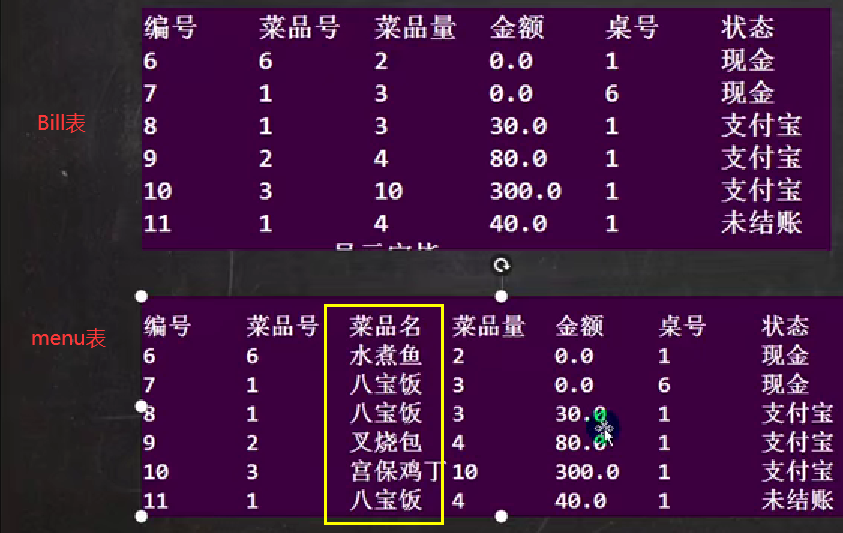 编号 菜品号 菜品量 金额 桌号 状态
6 6 2 0.0 1 现金
7 1 3 0.0 6 现金
Bill表
8 1 3 30.0 1 支付宝
9 2 4 80.0 1 支付宝
10 3 10 300.0 1 支付宝
11 1 4 40.0 1 未结账
menu表
编号 菜品号 菜品名 菜品量 金额 桌号 状态
6 6 水煮鱼 2 0.0 1 现金
7 1 八宝饭 3 0.0 6 现金
8 1 八宝饭 3 30.0 1 支付宝
9 2 叉烧包 4 80.0 1 支付宝
10 3 宫保鸡丁 10 300.0 1 支付宝
11 1 八宝饭 4 40.0 1 未结账